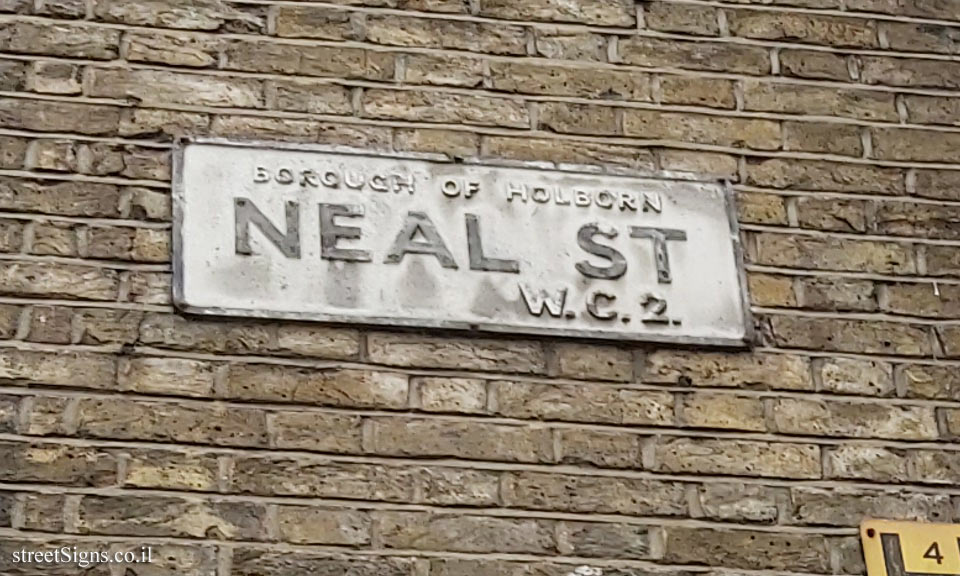 BOROUGH OF HOLBORN
NEAL ST
W.C.2.
4
streetSigns.co.il